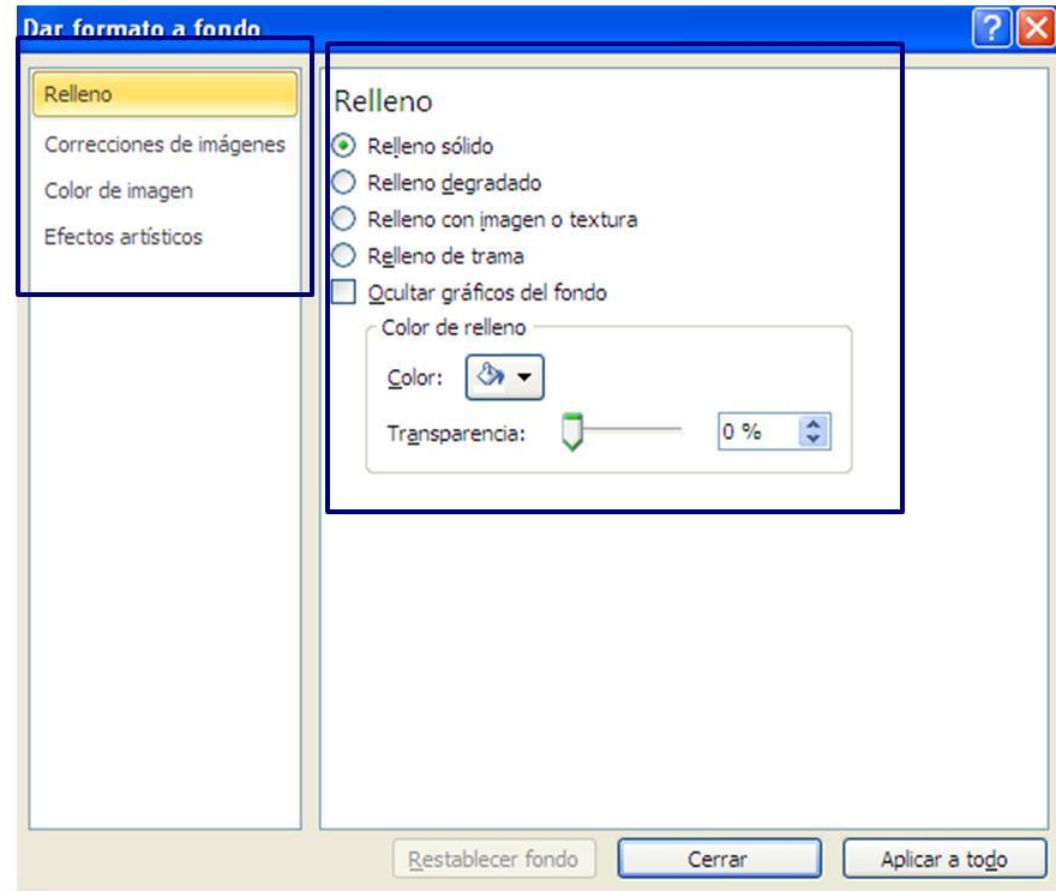 Dar formato a fondo
Relleno
Correcciones de imágenes
Color de imagen
Efectos artísticos
Relleno
Relleno sólido
Relleno degradado
Relleno con imagen o textura
Relleno de trama
Ocultar gráficos del fondo
Color de relleno
Color:
Transparencia: 0 %
Restablecer fondo Cerrar Aplicar a todo